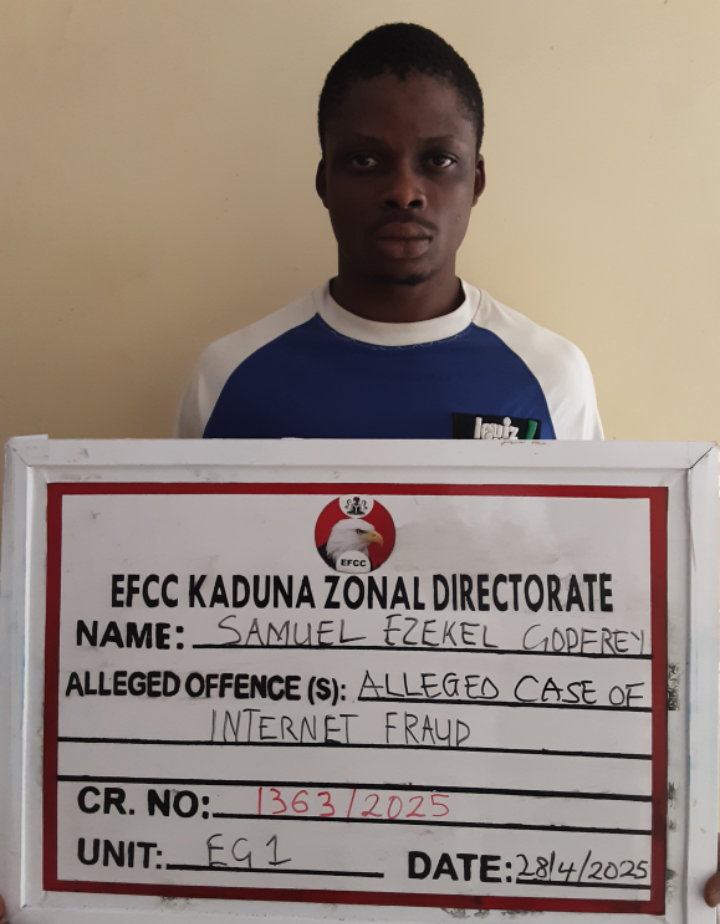 louiz
EFCC
EFCC KADUNA ZONAL DIRECTORATE
NAME: SAMUEL EZEKEL GODFREY
ALLEGED OFFENCE (S): ALLEGED CASE OF
INTERNET FRAUD
CR. NO: 1363/2025
UNIT: EG1 DATE: 28/4/2025